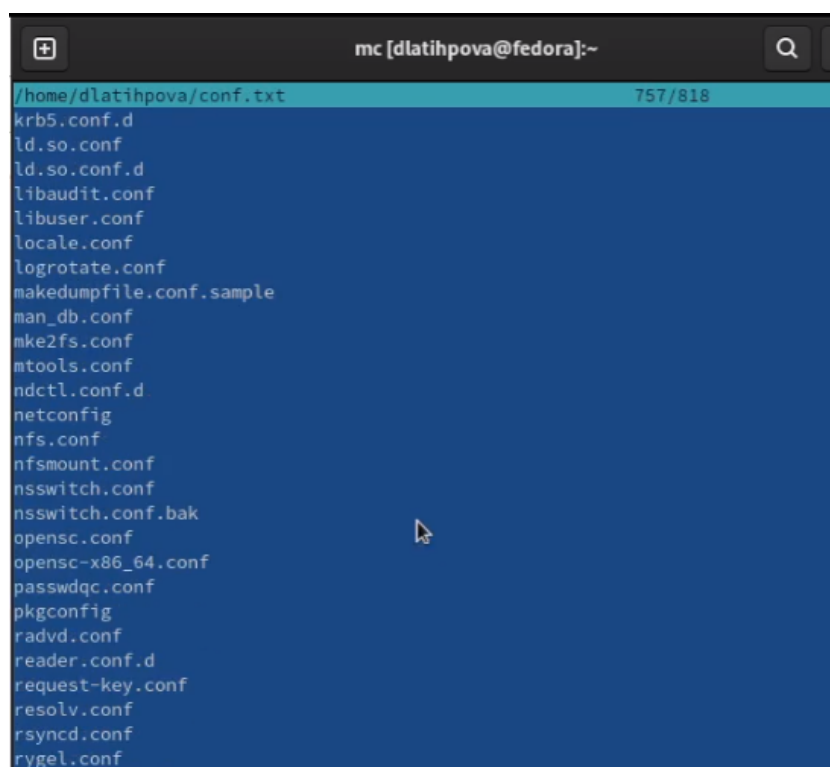 mc [dlatihpova@fedora]:~
/home/dlatihpova/conf.txt 757/818
krb5.conf.d
ld.so.conf
ld.so.conf.d
libaudit.conf
libuser.conf
locale.conf
logrotate.conf
makedumpfile.conf.sample
man_db.conf
mke2fs.conf
mtools.conf
ndctl.conf.d
netconfig
nfs.conf
nfsmount.conf
nsswitch.conf
nsswitch.conf.bak
opensc.conf
opensc-x86_64.conf
passwdqc.conf
pkgconfig
radvd.conf
reader.conf.d
request-key.conf
resolv.conf
rsyncd.conf
rygel.conf